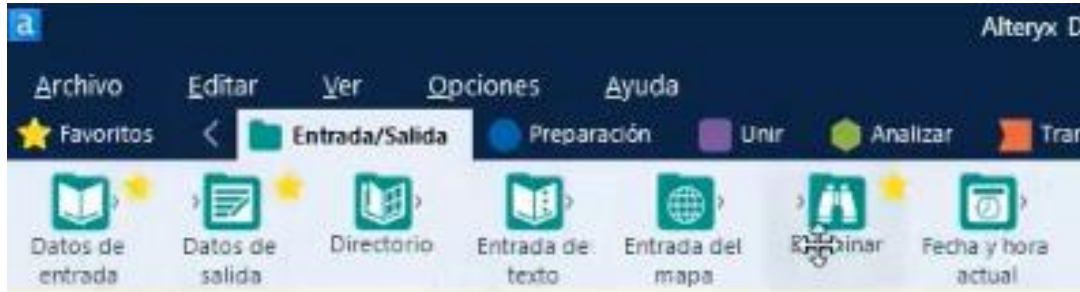 a
Alteryx D
Archivo Editar Ver Opciones Ayuda
Favoritos Entrada/Salida Preparación Unir Analizar Tran
Datos de entrada
Datos de salida
Directorio
Entrada de texto
Entrada del mapa
Fecha y hora actual